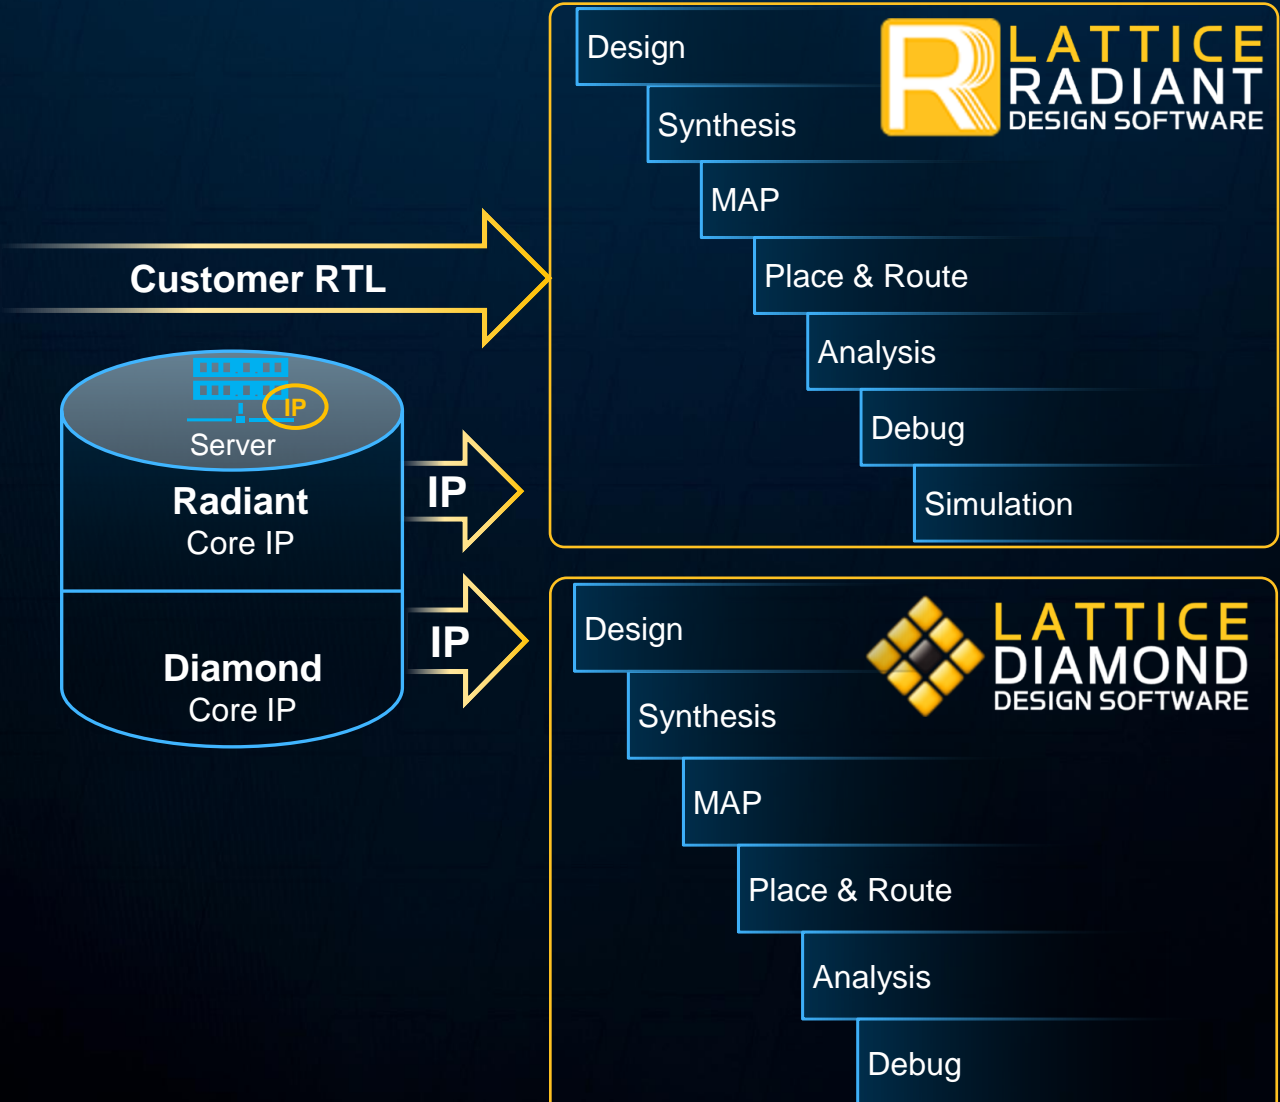 Design
LATTICE
RADIANT
DESIGN SOFTWARE
Synthesis
MAP
Place & Route
Analysis
Debug
Simulation
Customer RTL
IP
Server
Radiant
Core IP
IP
Diamond
Core IP
IP
Design
LATTICE
DIAMOND
DESIGN SOFTWARE
Synthesis
MAP
Place & Route
Analysis
Debug